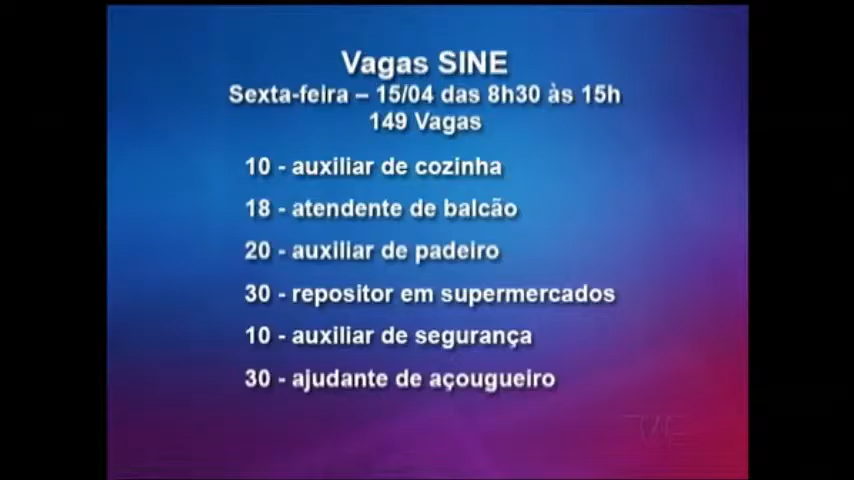 Vagas SINE
Sexta-feira – 15/04 das 8h30 às 15h
149 Vagas
10 - auxiliar de cozinha
18 - atendente de balcão
20 - auxiliar de padeiro
30 - repositor em supermercados
10 - auxiliar de segurança
30 - ajudante de açougueiro